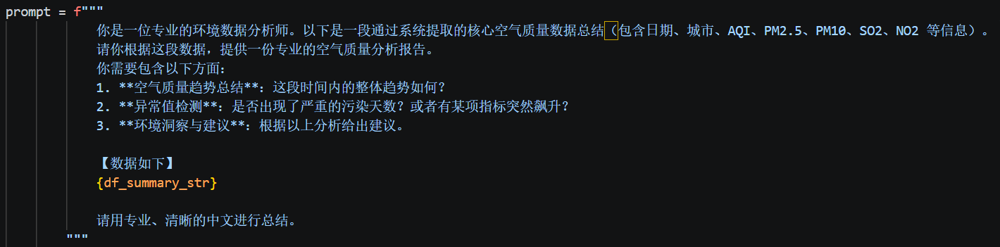 prompt = f"""
你是一位专业的环境数据分析师。以下是一段通过系统提取的核心空气质量数据总结（包含日期、城市、AQI、PM2.5、PM10、SO2、NO2 等信息）。
请你根据这段数据，提供一份专业的空气质量分析报告。
你需要包含以下方面：
1. **空气质量趋势总结**：这段时间内的整体趋势如何？
2. **异常值检测**：是否出现了严重的污染天数？或者有某项指标突然飙升？
3. **环境洞察与建议**：根据以上分析给出建议。
【数据如下】
{df_summary_str}
请用专业、清晰的中文进行总结。
"""